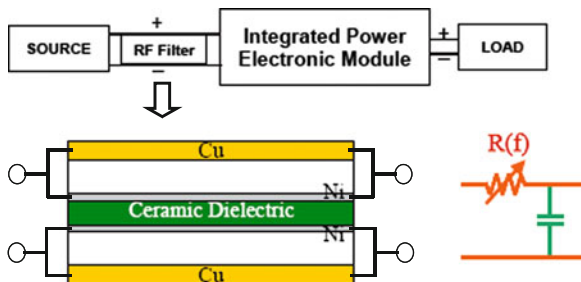 +
SOURCE
RF Filter
−
Integrated Power
Electronic Module
+
−
LOAD
Cu
Ni
Ceramic Dielectric
Ni
Cu
R(f)